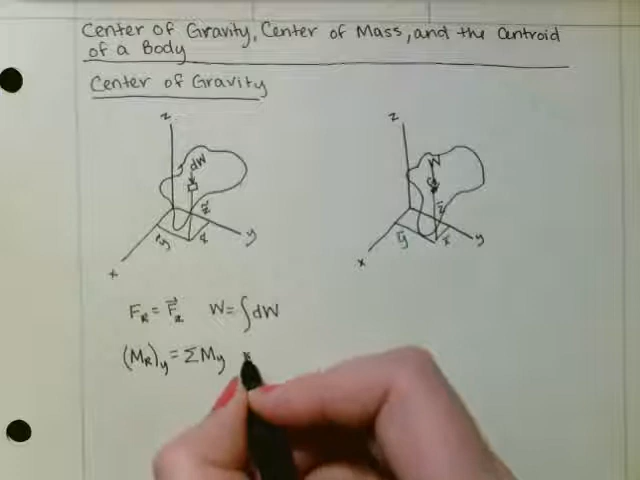 Center of Gravity, Center of Mass, and the Centroid
of a Body
Center of Gravity
z
dW
z̃
ỹ
x̃
y
x
z
W
z̄
ȳ
x̄
y
x
F_R = F⃗_z W = ∫dW
(M_R)_y = ΣM_y